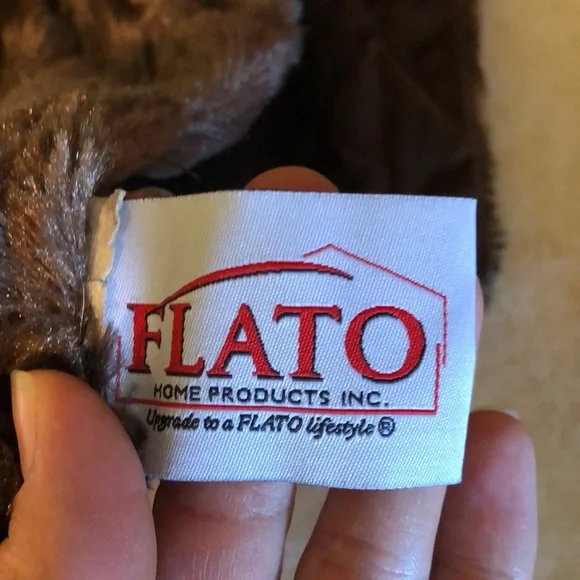 FLATO
HOME PRODUCTS INC.
Upgrade to a FLATO lifestyle®